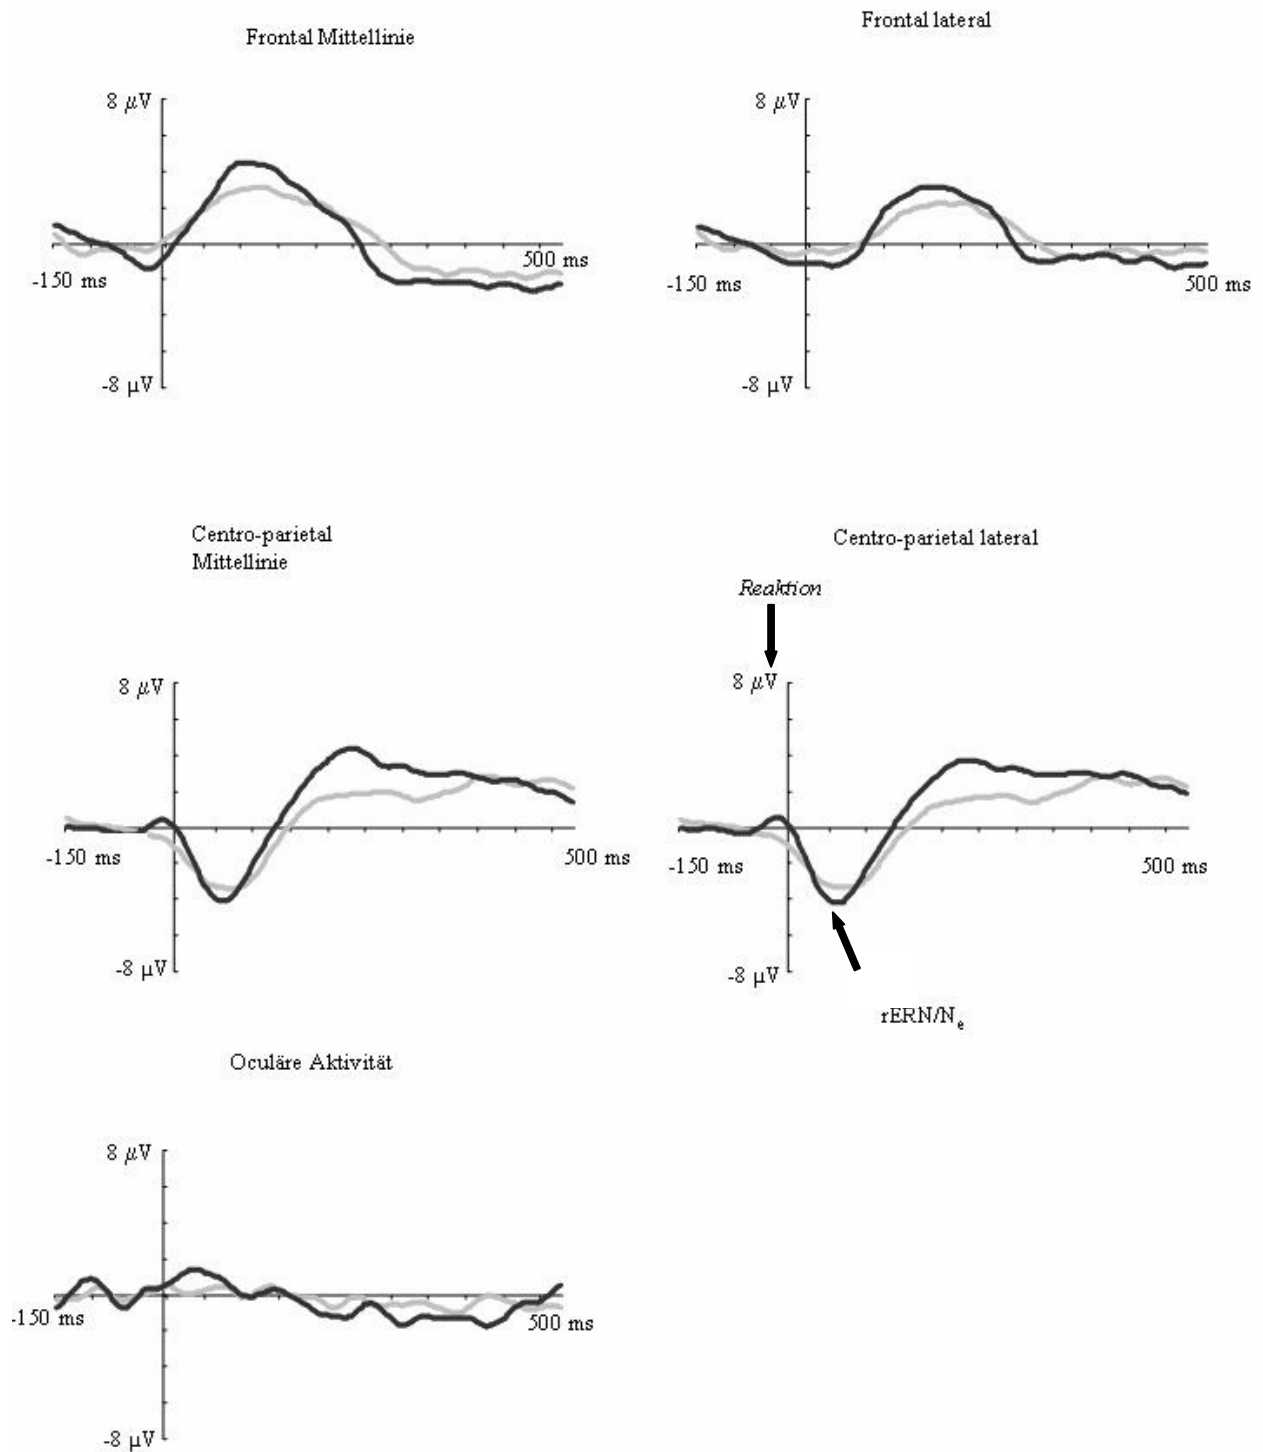 Frontal Mittellinie
Frontal lateral
8 µV
-150 ms
500 ms
-8 µV
8 µV
-150 ms
500 ms
-8 µV
Centro-parietal
Mittellinie
Centro-parietal lateral
Reaktion
8 µV
-150 ms
500 ms
-8 µV
8 µV
-150 ms
500 ms
-8 µV
rERN/Nₑ
Oculäre Aktivität
8 µV
-150 ms
500 ms
-8 µV